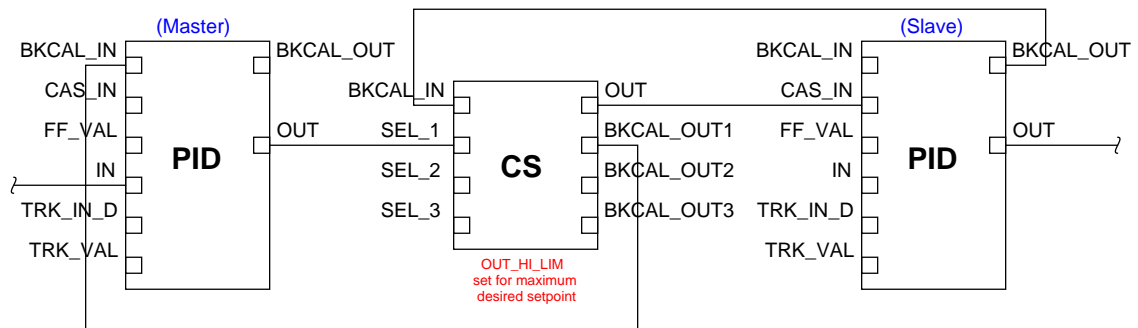 (Master)
BKCAL_IN
BKCAL_OUT
CAS_IN
FF_VAL
OUT
PID
IN
TRK_IN_D
TRK_VAL
BKCAL_IN
OUT
SEL_1
BKCAL_OUT1
CS
SEL_2
BKCAL_OUT2
SEL_3
BKCAL_OUT3
OUT_HI_LIM
set for maximum
desired setpoint
(Slave)
BKCAL_IN
BKCAL_OUT
CAS_IN
FF_VAL
OUT
PID
IN
TRK_IN_D
TRK_VAL